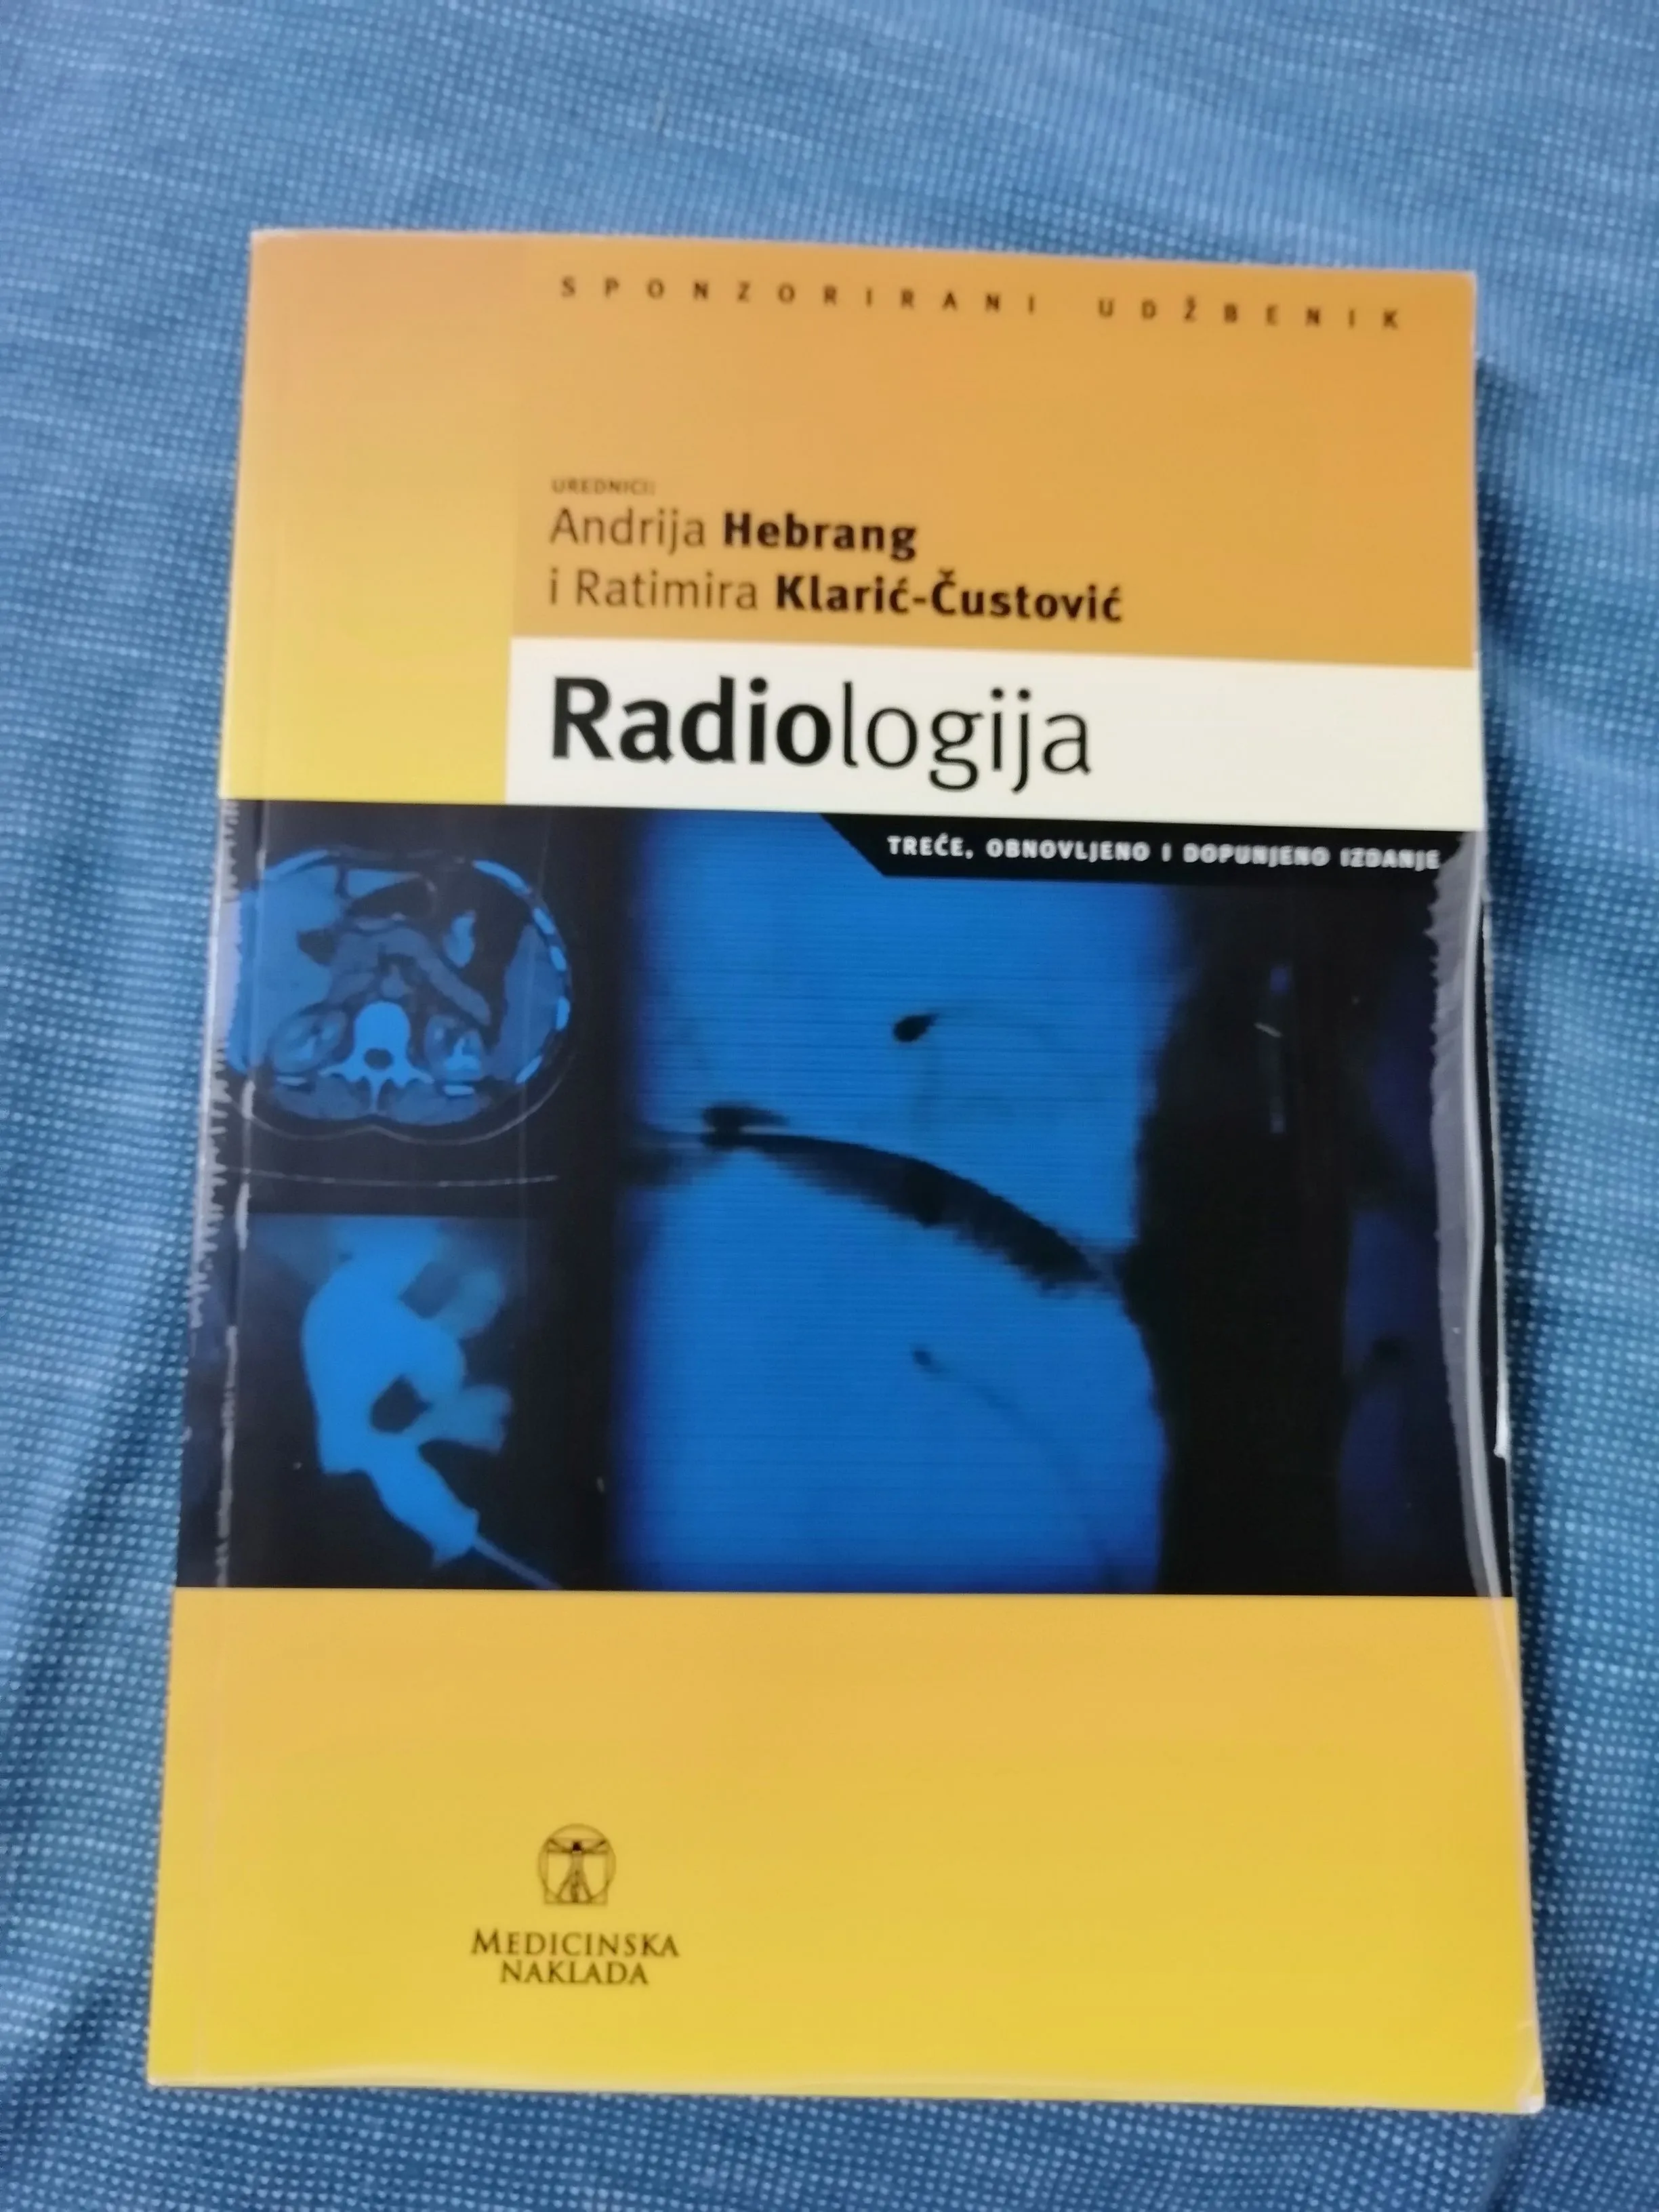 SPONZORIRANI UDŽBENIK
UREDNICI:
Andrija Hebrang
i Ratimira Klarić-Čustović
Radiologija
TREĆE, OBNOVLJENO I DOPUNJENO IZDANJE
MEDICINSKA
NAKLADA